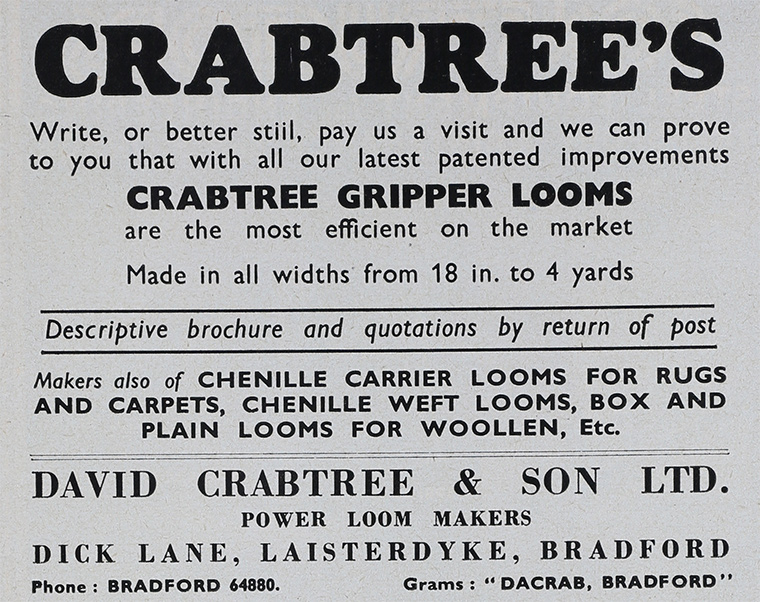 CRABTREE'S
Write, or better stiil, pay us a visit and we can prove
to you that with all our latest patented improvements
CRABTREE GRIPPER LOOMS
are the most efficient on the market
Made in all widths from 18 in. to 4 yards
Descriptive brochure and quotations by return of post
Makers also of CHENILLE CARRIER LOOMS FOR RUGS
AND CARPETS, CHENILLE WEFT LOOMS, BOX AND
PLAIN LOOMS FOR WOOLLEN, Etc.
DAVID CRABTREE & SON LTD.
POWER LOOM MAKERS
DICK LANE, LAISTERDYKE, BRADFORD
Phone : BRADFORD 64880. Grams : "DACRAB, BRADFORD"